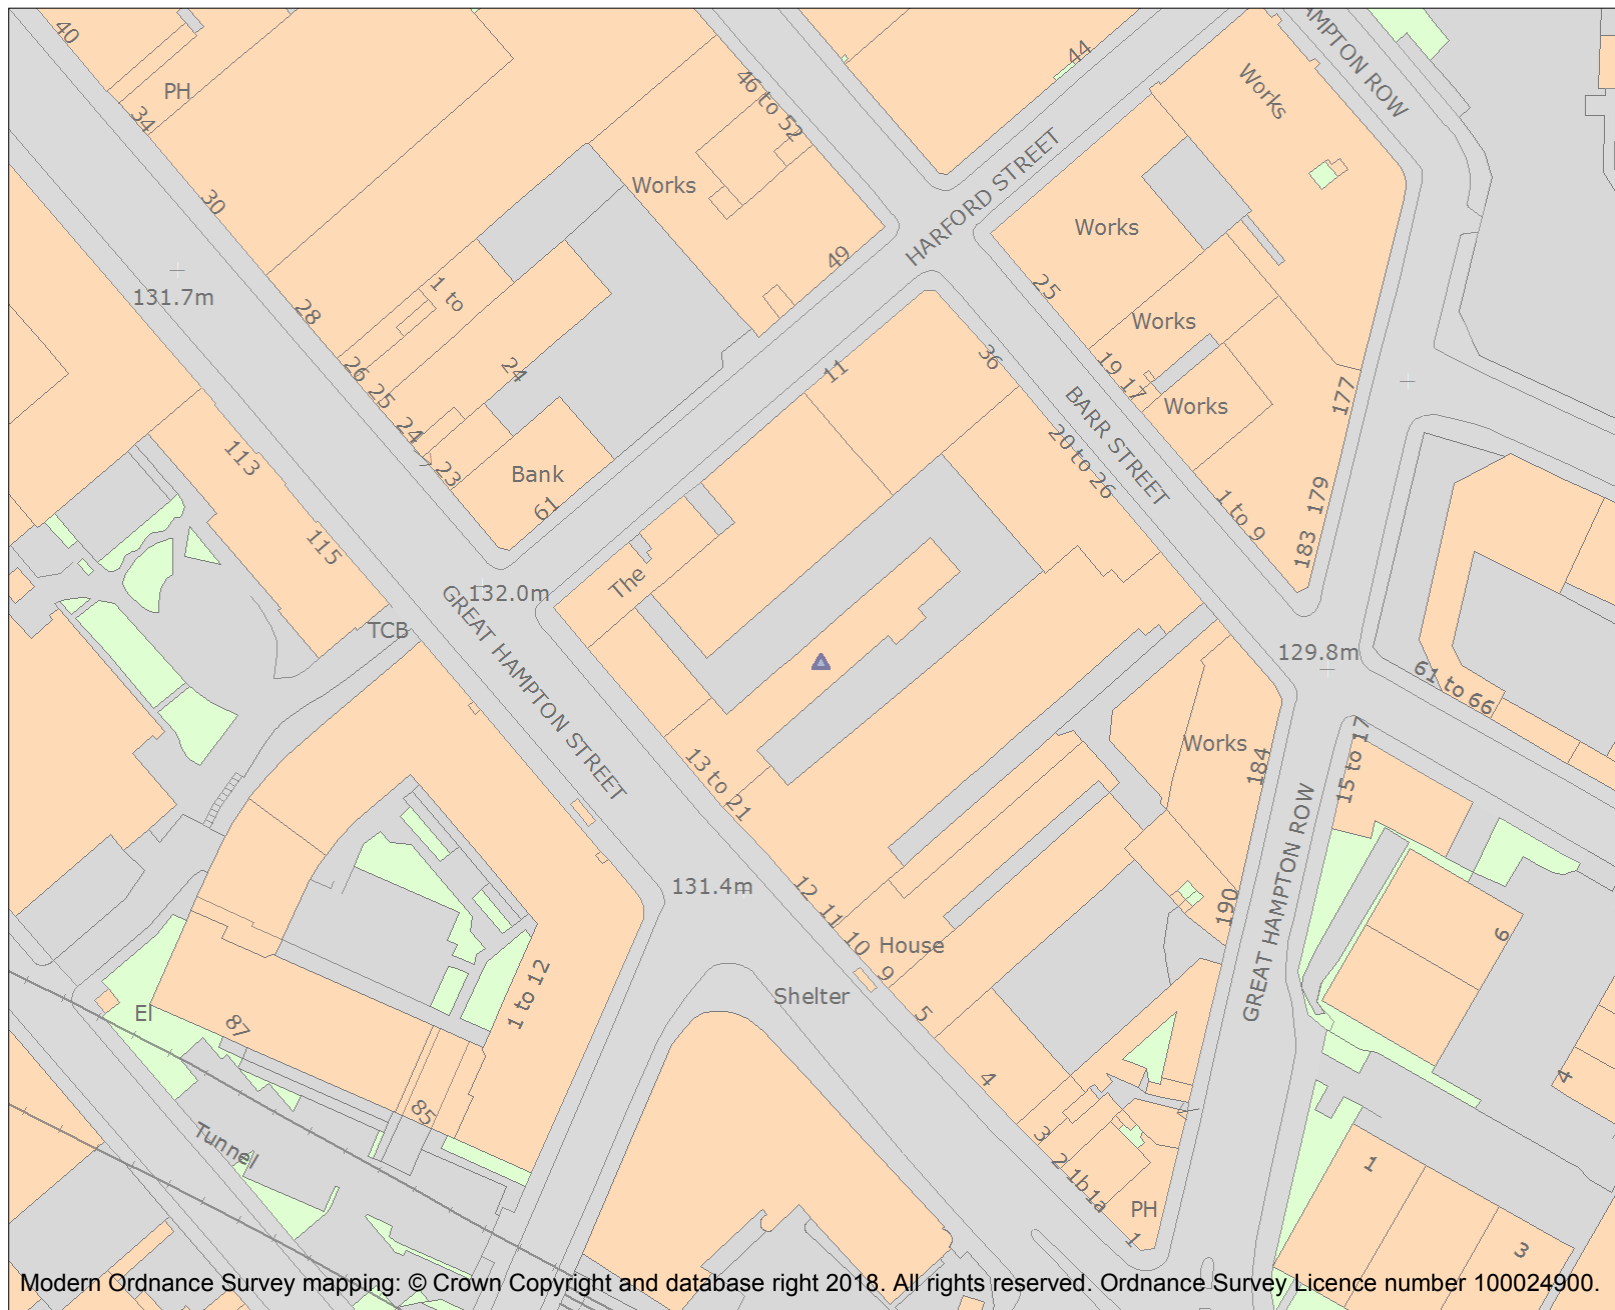 40
PH
34
30
46 to 52
44
Works
AMPTON ROW
Works
HARFORD STREET
Works
131.7m
28
1 to
49
25
Works
19
17
Works
177
26
25
24
24
23
Bank
61
11
36
BARR STREET
20 to 26
1 to 9
179
183
113
115
TCB
132.0m
The
GREAT HAMPTON STREET
129.8m
61 to 66
Works
184
15 to 17
13 to 21
131.4m
12
11
10
9
House
190
GREAT HAMPTON ROW
6
Shelter
5
1 to 12
El
87
85
Tunnel
4
3
2
1b1a
PH
1
4
1
3
Modern Ordnance Survey mapping: © Crown Copyright and database right 2018. All rights reserved. Ordnance Survey Licence number 100024900.